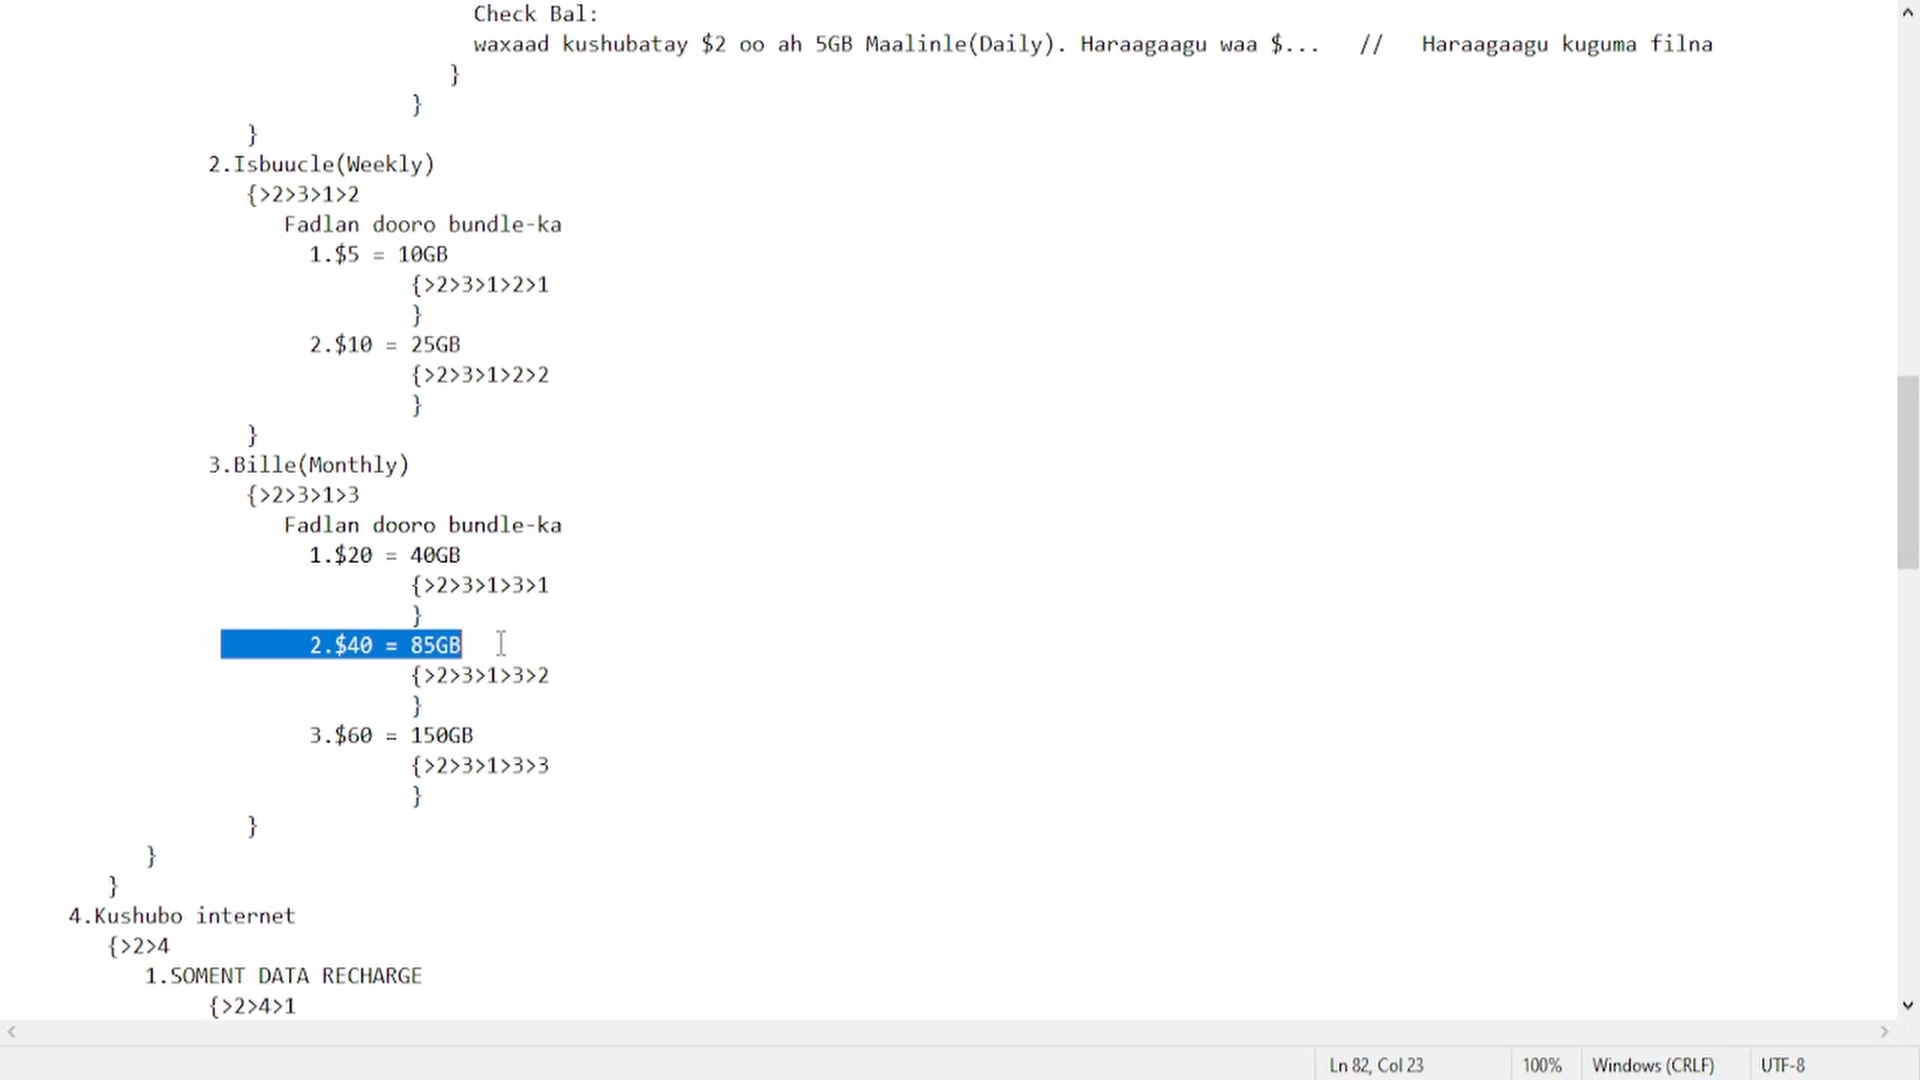 Check Bal:
waxaad kushubatay $2 oo ah 5GB Maalinle(Daily). Haraagaagu waa $... // Haraagaagu kuguma filna
}
}
}
2.Isbuucle(Weekly)
{>2>3>1>2
Fadlan dooro bundle-ka
1.$5 = 10GB
{>2>3>1>2>1
}
2.$10 = 25GB
{>2>3>1>2>2
}
}
3.Bille(Monthly)
{>2>3>1>3
Fadlan dooro bundle-ka
1.$20 = 40GB
{>2>3>1>3>1
}
2.$40 = 85GB
{>2>3>1>3>2
}
3.$60 = 150GB
{>2>3>1>3>3
}
}
}
}
4.Kushubo internet
{>2>4
1.SOMENT DATA RECHARGE
{>2>4>1
Ln 82, Col 23 100% Windows (CRLF) UTF-8